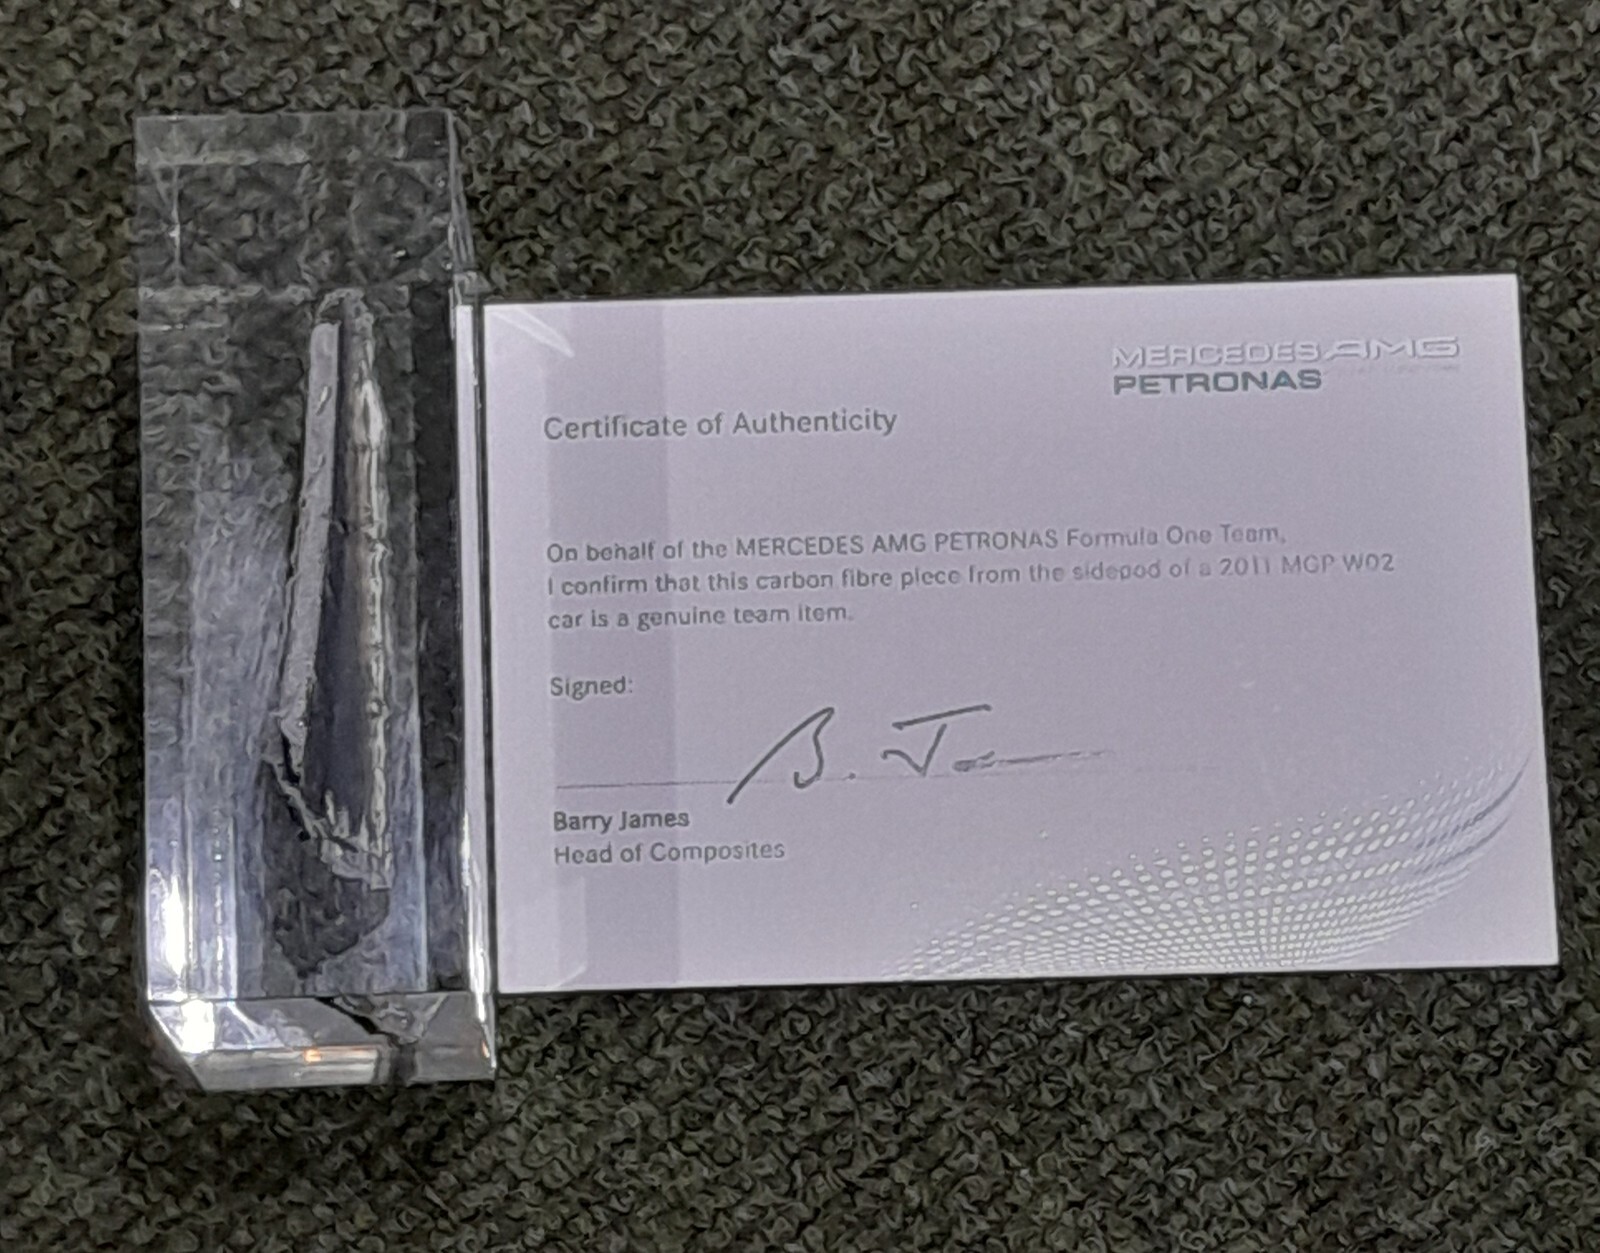 MERCEDES AMG
PETRONAS
Certificate of Authenticity
On behalf of the MERCEDES AMG PETRONAS Formula One Team,
I confirm that this carbon fibre piece from the sidepod of a 2011 MGP W02
car is a genuine team item.
Signed:
B. J
Barry James
Head of Composites